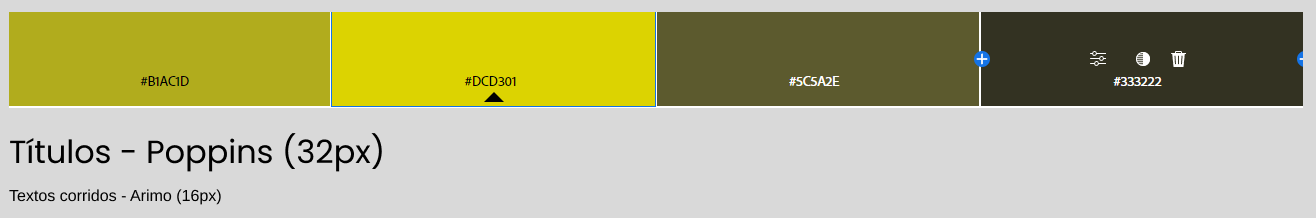 #B1AC1D #DCD301 #5C5A2E #333222
Títulos - Poppins (32px)
Textos corridos - Arimo (16px)